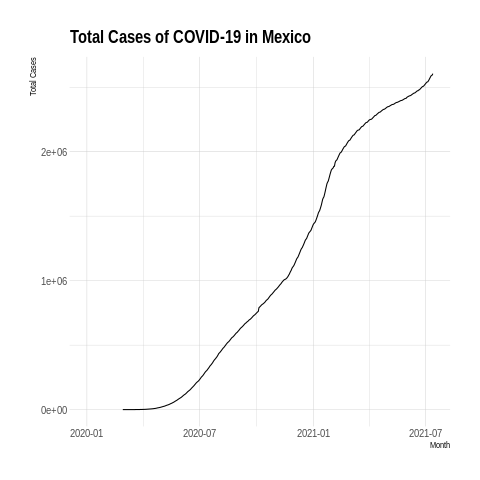 Total Cases of COVID-19 in Mexico
Total Cases
2e+06
1e+06
0e+00
2020-01 2020-07 2021-01 2021-07
Month